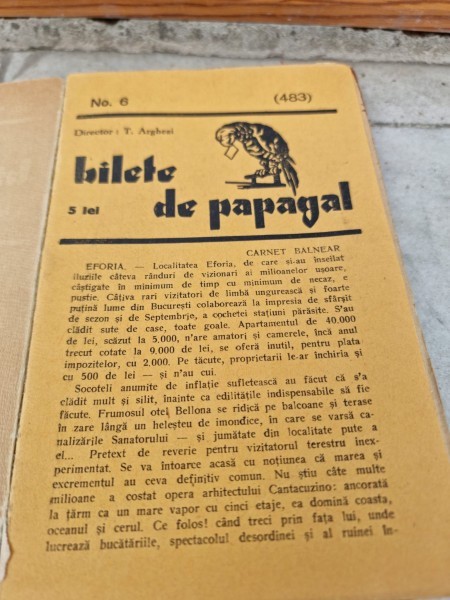 No. 6 (483)
Director : T. Arghezi
bilete
5 lei de papagal
CARNET BALNEAR
EFORIA. — Localitatea Eforia, de care și-au înșelat
iluziile câteva rânduri de vizionari ai milioanelor ușoare,
câștigate în minimum de timp cu minimum de necaz, e
pustie. Câțiva rari vizitatori de limbă ungurească și foarte
puțină lume din București colaborează la impresia de sfârșit
de sezon și de Septembrie, a cochetei stațiuni părăsite. S'au
clădit sute de case, toate goale. Apartamentul de 40.000
de lei, scăzut la 5.000, n'are amatori și camerele, încă anul
trecut cotate la 9.000 de lei, se oferă inutil, pentru plata
impozitelor, cu 2.000. Pe tăcute, proprietarii le-ar închiria și
cu 500 de lei — și n'au cui.
Socoteli anumite de inflație sufletească au făcut că s'a
clădit mult și silit, înainte ca edilitățile indispensabile să fie
făcute. Frumosul otel Bellona se ridică pe balcoane și terase
în zare lângă un heleșteu de imondice, în care se varsă ca-
nalizările Sanatorului — și jumătate din localitate pute a
el... Pretext de reverie pentru vizitatorul terestru inex-
perimentat. Se va întoarce acasă cu noțiunea că marea și
excrementul au ceva definitiv comun. Nu știu câte multe
milioane a costat opera arhitectului Cantacuzino: ancorată
la țărm ca un mare vapor cu cinci etaje, ea domină coasta,
oceanul și cerul. Ce folos! când treci prin fața lui, unde
lucrează bucătăriile, spectacolul desordinei și al ruinei în-